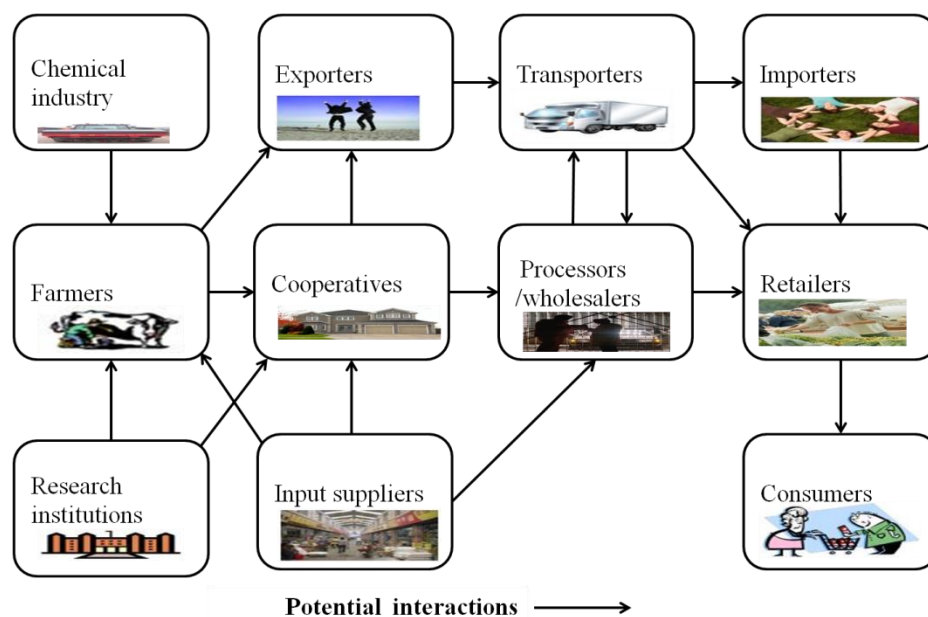 Chemical
industry
Exporters
Transporters
Importers
Farmers
Cooperatives
Processors
/wholesalers
Retailers
Research
institutions
Input suppliers
Consumers
Potential interactions